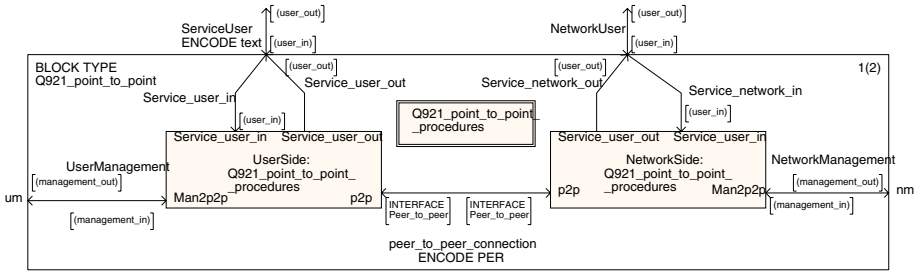 [(user_out)]
ServiceUser
ENCODE text
[(user_in)]
[(user_out)]
NetworkUser
[(user_in)]
BLOCK TYPE
Q921_point_to_point
1(2)
[(user_out)]
[(user_out)]
Service_user_in
Service_user_out
Service_network_out
Service_network_in
[(user_in)]
[(user_in)]
Q921_point_to_point_
_procedures
Service_user_in
Service_user_out
UserSide:
Q921_point_to_point_
_procedures
Man2p2p
p2p
Service_user_out
Service_user_in
NetworkSide:
Q921_point_to_point_
_procedures
p2p
Man2p2p
UserManagement
[(management_out)]
um
[(management_in)]
NetworkManagement
[(management_out)]
nm
[(management_in)]
[INTERFACE
Peer_to_peer]
[INTERFACE
Peer_to_peer]
peer_to_peer_connection
ENCODE PER